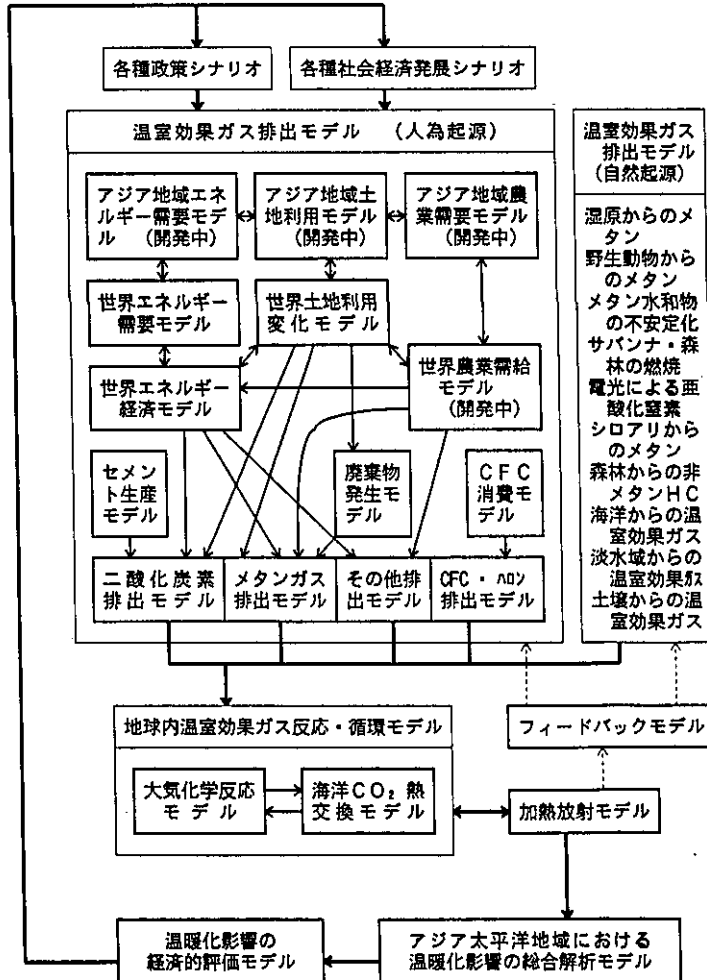 各種政策シナリオ
各種社会経済発展シナリオ
温室効果ガス排出モデル （人為起源）
アジア地域エネ
ルギー需要モデ
ル （開発中）
アジア地域土
地利用モデル
（開発中）
アジア地域農
業需要モデル
（開発中）
世界エネルギー
需要モデル
世界土地利用
変化モデル
世界エネルギー
経済モデル
世界農業需給
モデル
（開発中）
セメン
ト生産
モデル
廃棄物
発生モ
デル
ＣＦＣ
消費モ
デル
二酸化炭素
排出モデル
メタンガス
排出モデル
その他排
出モデル
CFC・ﾊﾛﾝ
排出モデル
温室効果ガス
排出モデル
（自然起源）
湿原からのメ
タン
野生動物から
のメタン
メタン水和物
の不安定化
サバンナ・森
林の燃焼
電光による亜
酸化窒素
シロアリから
のメタン
森林からの非
メタンＨＣ
海洋からの温
室効果ガス
淡水域からの
温室効果ｶﾞｽ
土壌からの温
室効果ガス
地球内温室効果ガス反応・循環モデル
大気化学反応
モデル
海洋ＣＯ₂熱
交換モデル
フィードバックモデル
加熱放射モデル
温暖化影響の
経済的評価モデル
アジア太平洋地域における
温暖化影響の総合解析モデル